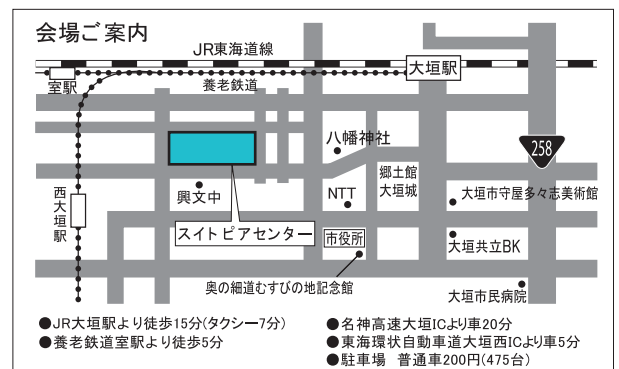 会場ご案内
JR東海道線
大垣駅
室駅
養老鉄道
八幡神社
258
郷土館
大垣城
西大垣駅
興文中
NTT
大垣市守屋多々志美術館
スイトピアセンター
市役所
大垣共立BK
奥の細道むすびの地記念館
大垣市民病院
●JR大垣駅より徒歩15分(タクシー7分)
●養老鉄道室駅より徒歩5分
●名神高速大垣ICより車20分
●東海環状自動車道大垣西ICより車5分
●駐車場 普通車200円(475台)